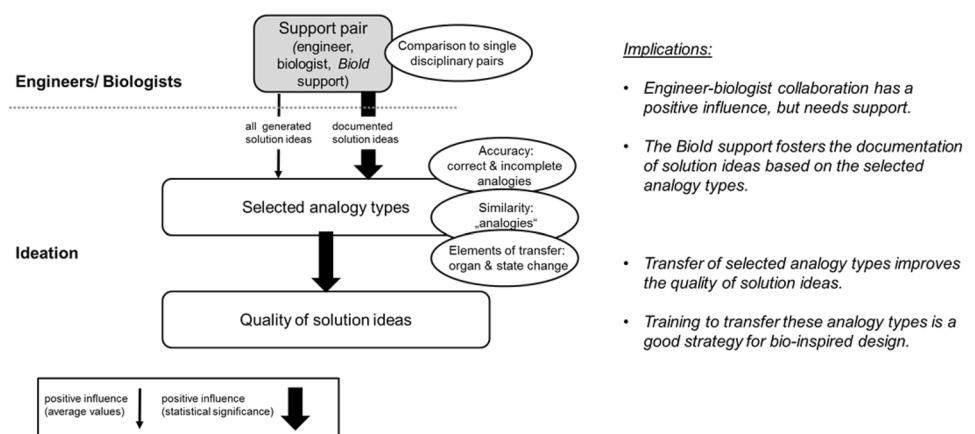 Support pair
(engineer,
biologist, BioId
support)
Comparison to single
disciplinary pairs
Engineers/ Biologists
all generated
solution ideas
documented
solution ideas
Accuracy:
correct & incomplete
analogies
Selected analogy types
Similarity:
„analogies“
Elements of transfer:
organ & state change
Ideation
Quality of solution ideas
positive influence
(average values)
positive influence
(statistical significance)
Implications:
• Engineer-biologist collaboration has a
positive influence, but needs support.
• The BioId support fosters the documentation
of solution ideas based on the selected
analogy types.
• Transfer of selected analogy types improves
the quality of solution ideas.
• Training to transfer these analogy types is a
good strategy for bio-inspired design.